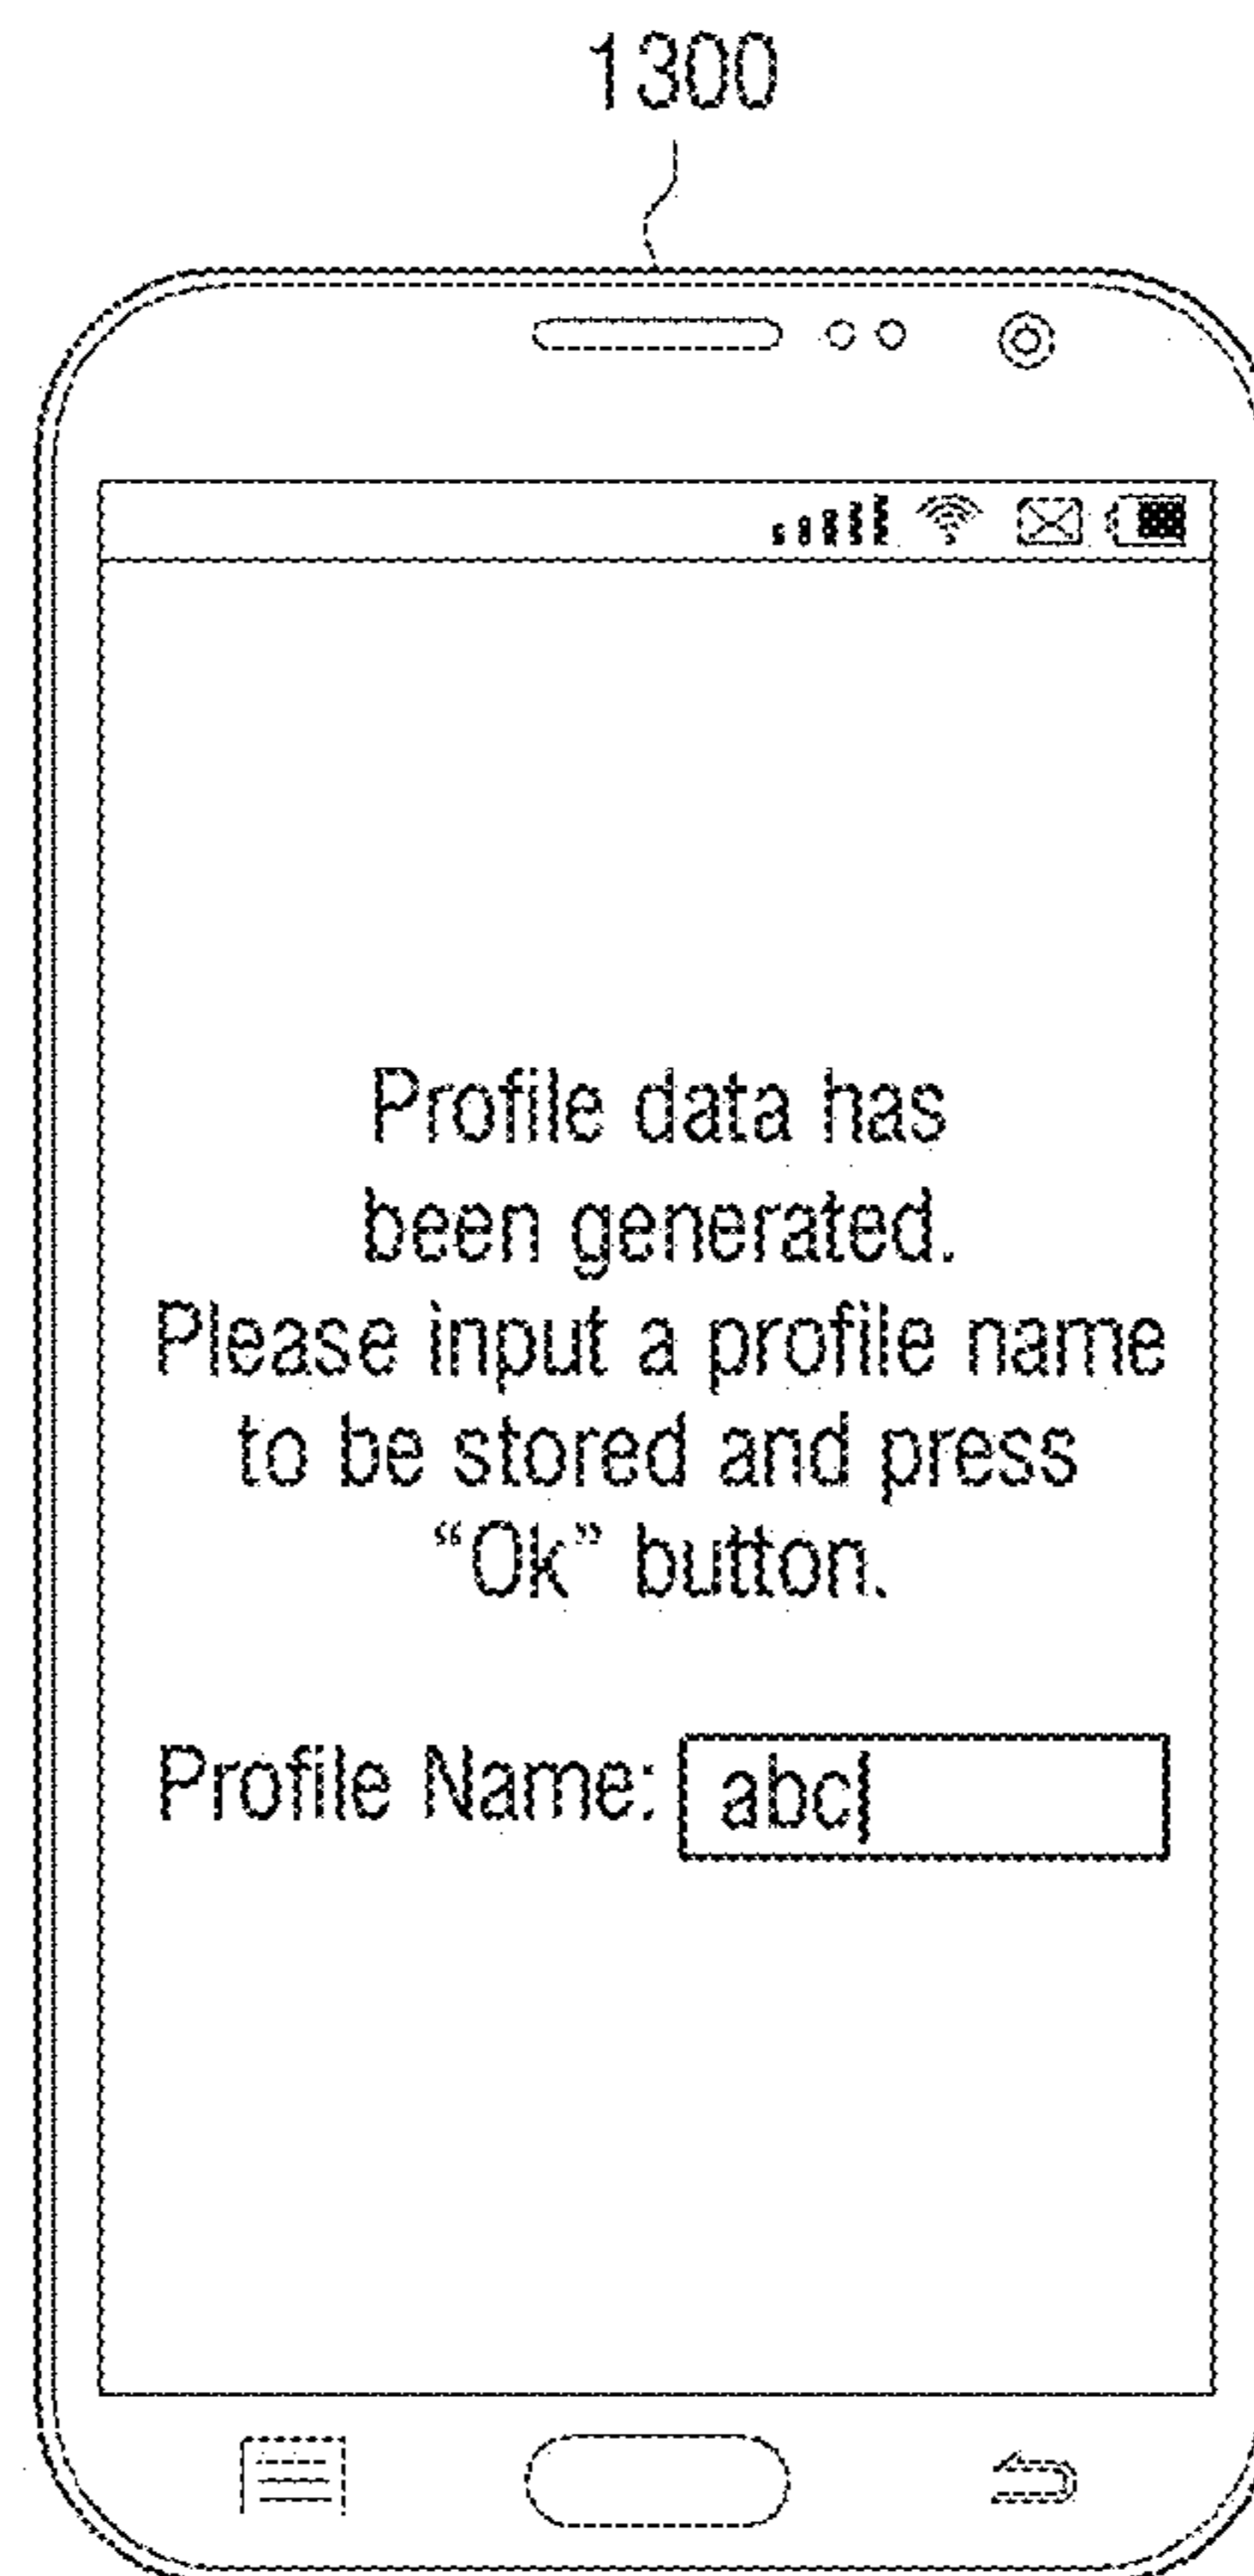 1300
Profile data has
been generated.
Please input a profile name
to be stored and press
“Ok” button.
Profile Name: abc